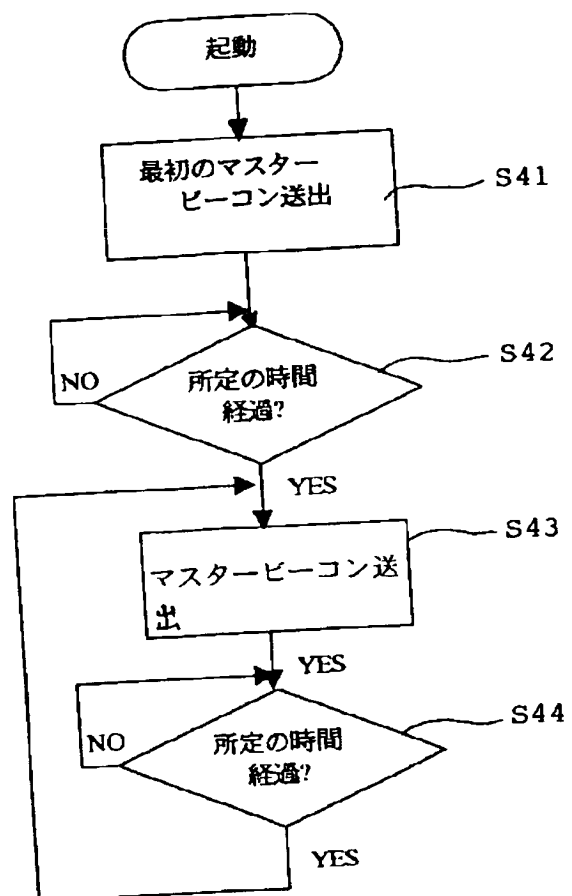 起動
最初のマスター
ビーコン送出
S41
S42
NO
所定の時間
経過?
YES
S43
マスタービーコン送
出
YES
S44
NO
所定の時間
経過?
YES